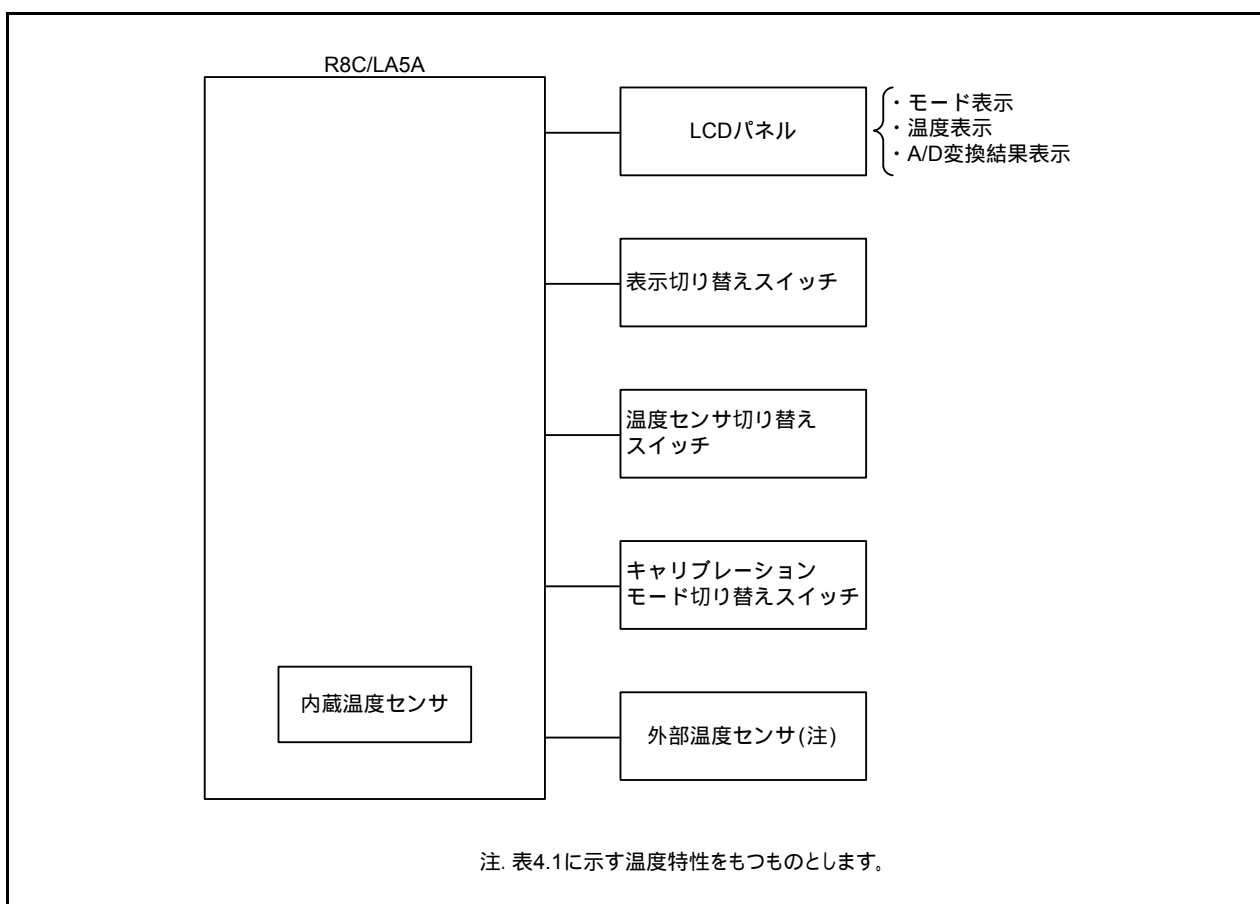 R8C/LA5A
LCDパネル
・モード表示
・温度表示
・A/D変換結果表示
表示切り替えスイッチ
温度センサ切り替え
スイッチ
キャリブレーション
モード切り替えスイッチ
内蔵温度センサ
外部温度センサ(注)
注. 表4.1に示す温度特性をもつものとします。